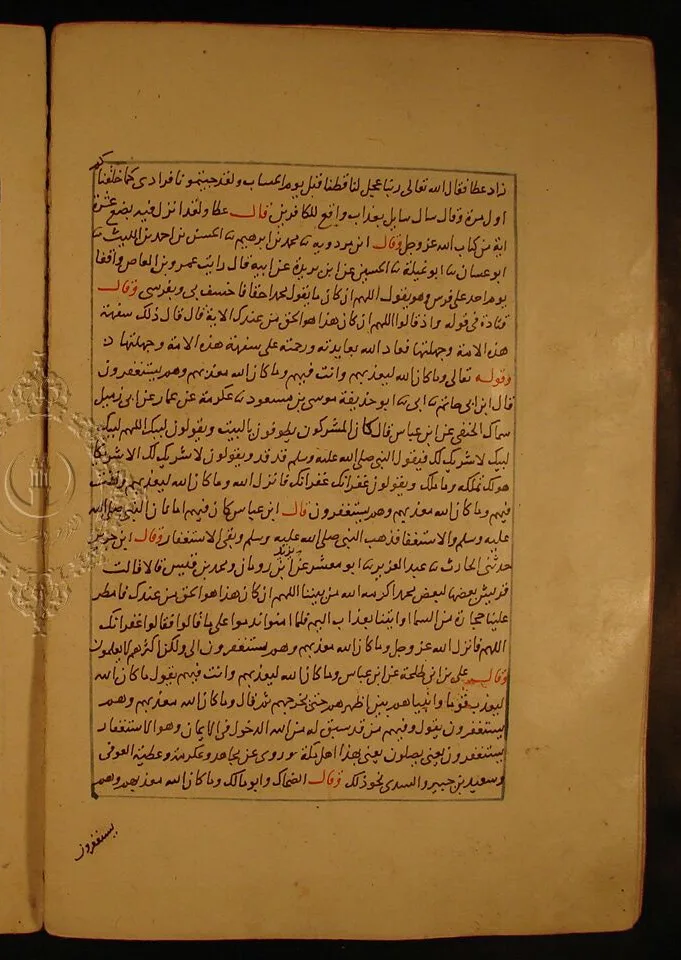 زاد عطا فقال الله تعالى ربنا عجل لنا قطنا قبل يوم الحساب ولقد جيتمونا فرادى كما خلقناكم
اول مرة وقال سال سايل بعذاب واقع للكافرين قال عطا ولقد انزل فيه بضع عشرة
اية من كتاب الله عز وجل وقال ابن مردويه ثنا محمد بن ابرهيم ثنا الحسن بن احمد بن الليث ثنا
ابو غسان ثنا ابو نميلة ثنا الحسين عن ابن بريدة عن ابيه قال رايت عمرو بن العاص واقفا
يوم احد على فرس وهو يقول اللهم ان كان ما يقول محمد حقا فاخسف بي وبفرسي وقال
قتادة في قوله واذ قالوا اللهم ان كان هذا هو الحق من عندك الاية قال قال ذلك سفهة
هذه الامة وجهلتها فعاد الله بعايدته ورحمته على سفهة هذه الامة وجهلتها
وقوله تعالى وما كان الله ليعذبهم وانت فيهم وما كان الله معذبهم وهم يستغفرون
قال ابن ابي حاتم ثنا ابي ثنا ابو حذيفة موسى بن مسعود ثنا عكرمة عن عمار عن ابي زميل
سماك الحنفي عن ابن عباس قال كان المشركون يطوفون بالبيت ويقولون لبيك اللهم لبيك
لبيك لا شريك لك فيقول النبي صلى الله عليه وسلم قد قد ويقولون لا شريك لك الا شريكا
هو لك تملكه وما ملك ويقولون غفرانك غفرانك فانزل الله وما كان الله ليعذبهم وانت
فيهم وما كان الله معذبهم وهم يستغفرون قال ابن عباس كان فيهم امانان النبي صلى الله
عليه وسلم والاستغفار فذهب النبي صلى الله عليه وسلم وبقي الاستغفار وقال ابن جرير
حدثني الحارث ثنا عبد العزيز ثنا ابو معشر عن يزيد بن رومان ومحمد بن قيس قالا قالت
قريش بعضها لبعض محمد اكرمه الله من بيننا اللهم ان كان هذا هو الحق من عندك فامطر
علينا حجارة من السما او ايتنا بعذاب اليم فلما امسوا ندموا على ما قالوا فقالوا غفرانك
اللهم فانزل الله عز وجل وما كان الله معذبهم وهم يستغفرون الى ولكن اكثرهم لا يعلمون
وقال علي بن ابي طلحة عن ابن عباس وما كان الله ليعذبهم وانت فيهم يقول ما كان الله
ليعذب قوما وانبياهم بين اظهرهم حتى يخرجهم ثم قال وما كان الله معذبهم وهم
يستغفرون يقول وفيهم من قد سبق له من الله الدخول في الايمان وهو الاستغفار
يستغفرون يعني يصلون يعني بهذا اهل مكة وروى عن مجاهد وعكرمة وعطية العوفي
وسعيد بن جبير والسدي نحو ذلك وقال الضحاك وابو مالك وما كان الله معذبهم وهم
يستغفرون